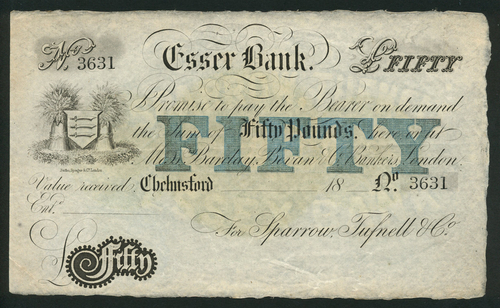 No 3631 Essex Bank. £FIFTY
I Promise to pay the Bearer on demand
the Sum of Fifty Pounds, here or at
FIFTY
Messrs Barclay, Bevan & Co Bankers, London.
Value received, Chelmsford 18 No 3631
Entd
For Sparrow, Tufnell & Co
£ Fifty